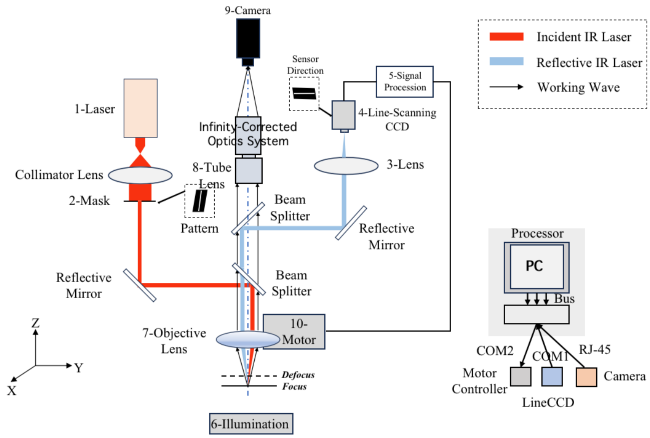 9-Camera
Sensor
Direction
5-Signal
Procession
Incident IR Laser
Reflective IR Laser
Working Wave
1-Laser
4-Line-Scanning
CCD
Infinity-Corrected
Optics System
Collimator Lens
8-Tube
Lens
3-Lens
2-Mask
Pattern
Beam
Splitter
Reflective
Mirror
Processor
PC
Bus
Reflective
Mirror
Beam
Splitter
7-Objective
Lens
10-
Motor
COM2
COM1
RJ-45
Z
Y
X
Defocus
Focus
Motor
Controller
LineCCD
Camera
6-Illumination